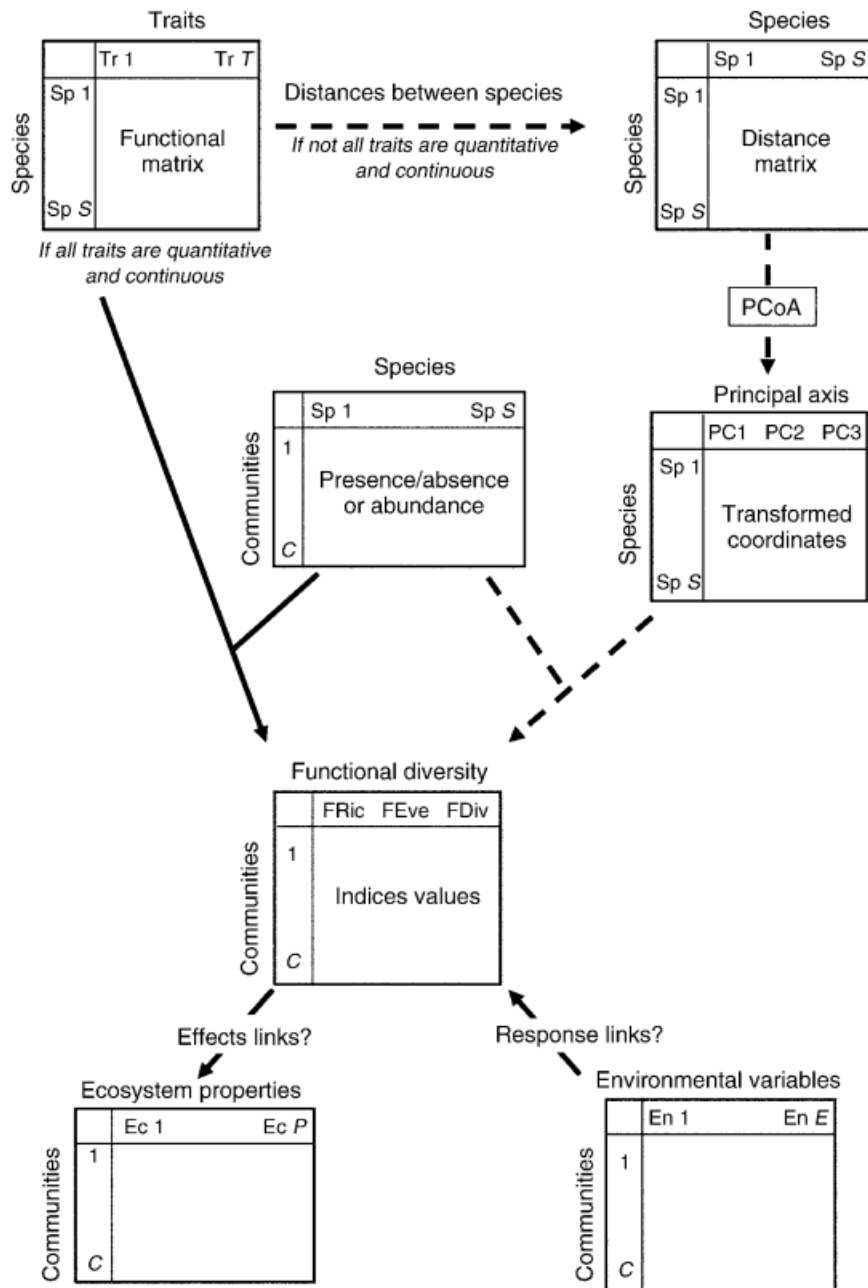 Traits
Tr 1 Tr T
Species
Sp 1
Functional
matrix
Sp S
If all traits are quantitative
and continuous
Distances between species
If not all traits are quantitative
and continuous
Species
Sp 1 Sp S
Species
Sp 1
Distance
matrix
Sp S
PCoA
Species
Sp 1 Sp S
Communities
1
Presence/absence
or abundance
C
Principal axis
PC1 PC2 PC3
Species
Sp 1
Transformed
coordinates
Sp S
Functional diversity
FRic FEve FDiv
Communities
1
Indices values
C
Effects links?
Response links?
Ecosystem properties
Ec 1 Ec P
Communities
1
C
Environmental variables
En 1 En E
Communities
1
C